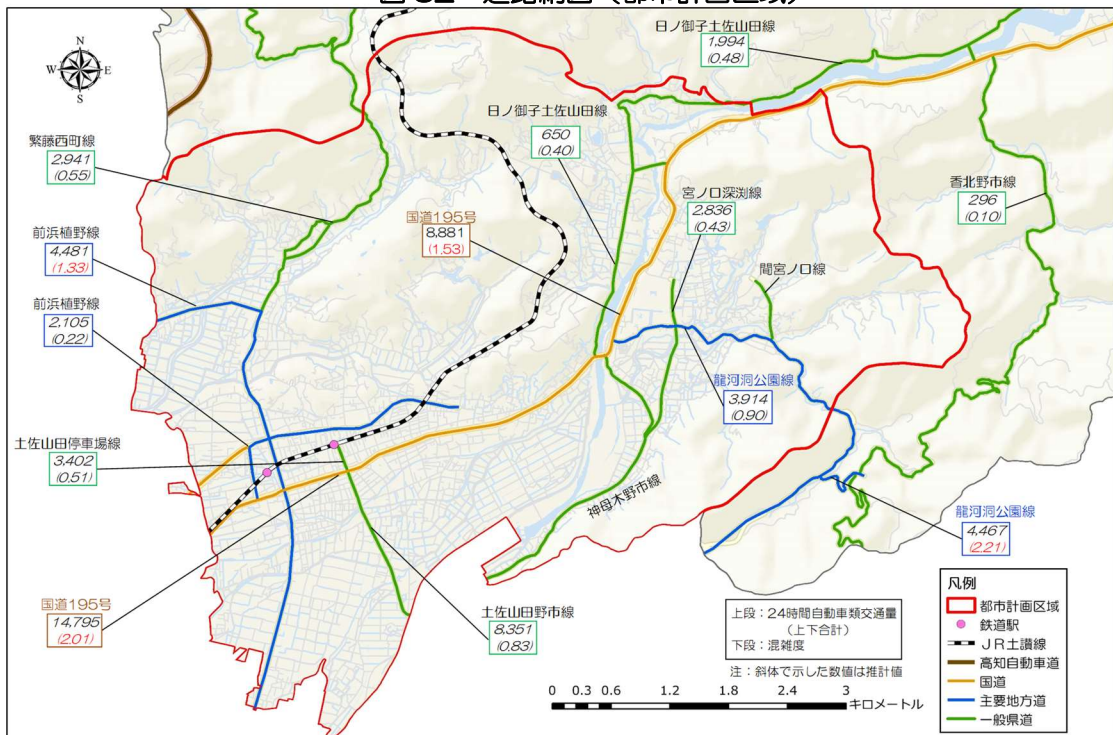 日ノ御子土佐山田線
1,994
(0.48)
N
W
E
S
日ノ御子土佐山田線
650
(0.40)
繁藤西町線
2,941
(0.55)
宮ノ口深渕線
2,836
(0.43)
香北野市線
296
(0.10)
国道195号
8,881
(1.53)
前浜植野線
4,481
(1.33)
間宮ノ口線
前浜植野線
2,105
(0.22)
龍河洞公園線
3,914
(0.90)
土佐山田停車場線
3,402
(0.51)
神母木野市線
龍河洞公園線
4,467
(2.21)
国道195号
14,795
(2.01)
土佐山田野市線
8,351
(0.83)
上段：24時間自動車類交通量
（上下合計）
下段：混雑度
注：斜体で示した数値は推計値
0 0.3 0.6 1.2 1.8 2.4 3
キロメートル
凡例
都市計画区域
鉄道駅
ＪＲ土讃線
高知自動車道
国道
主要地方道
一般県道